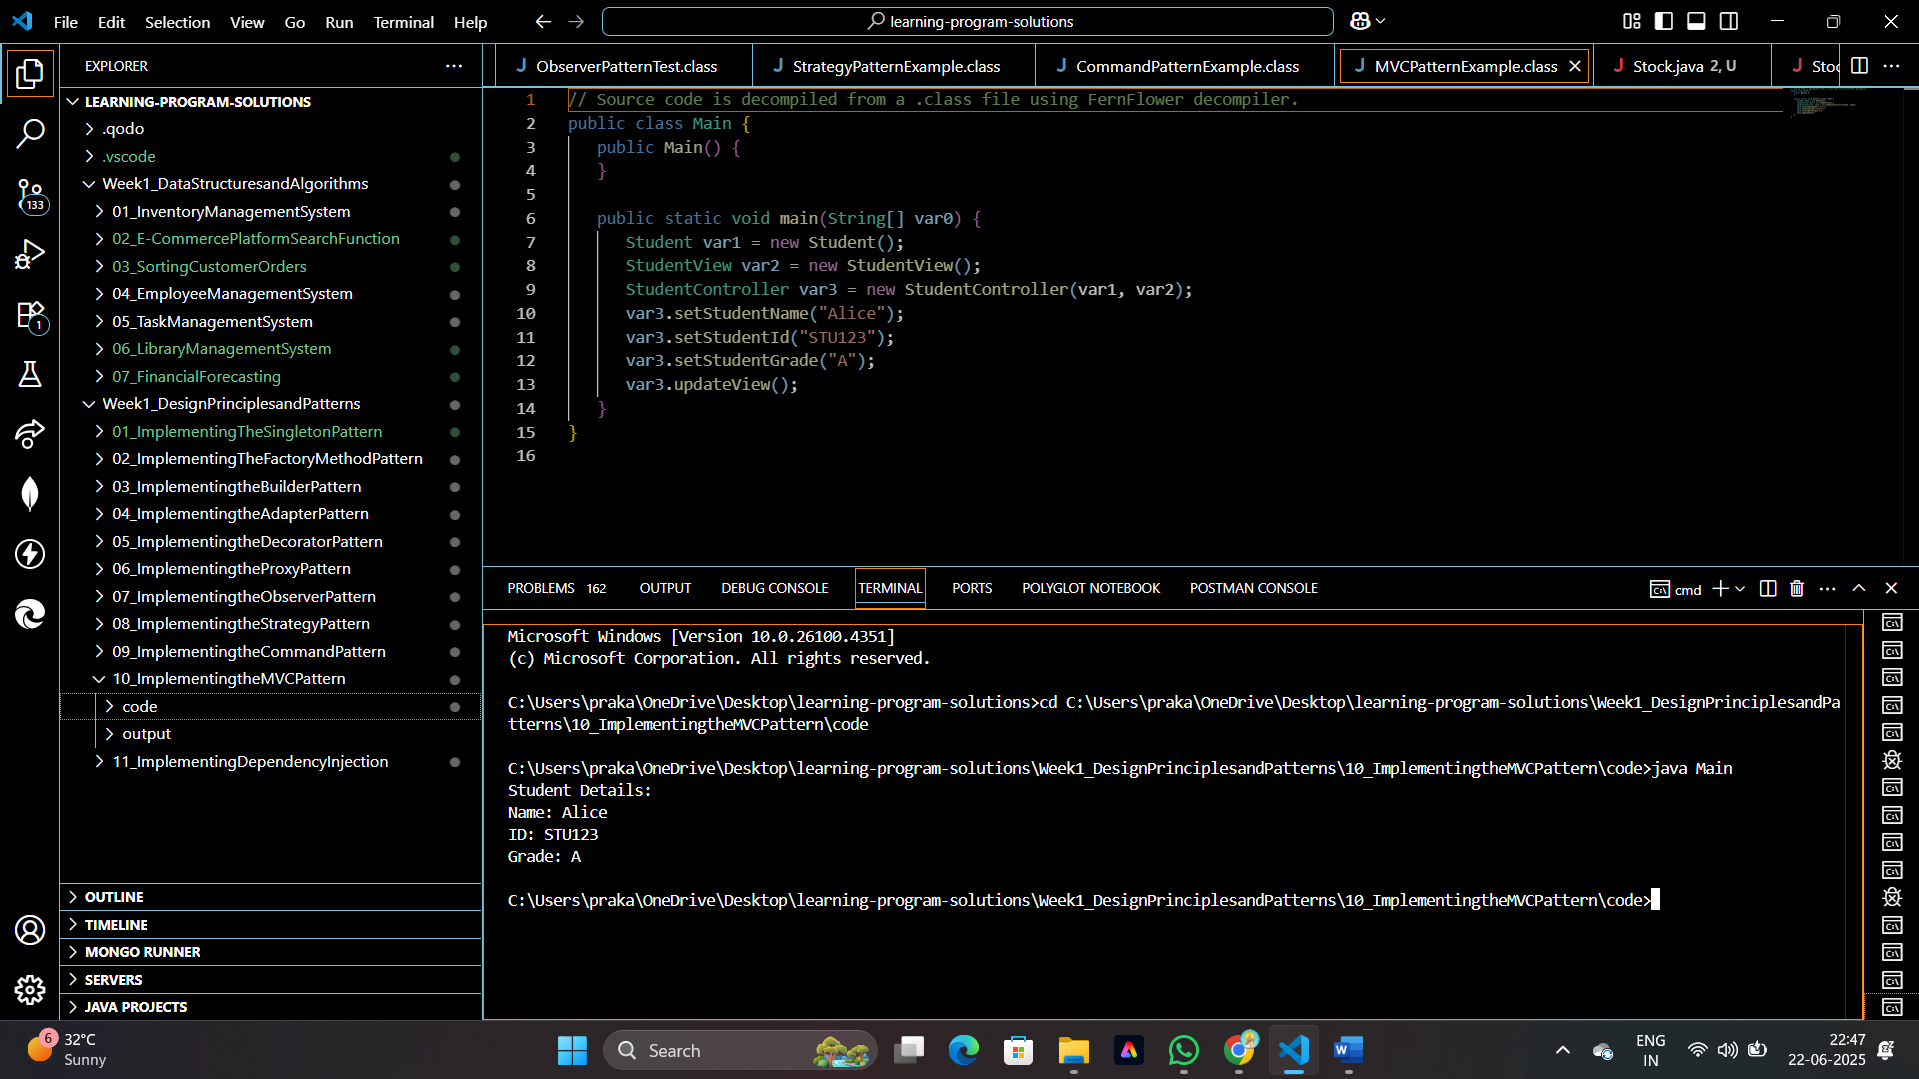 File Edit Selection View Go Run Terminal Help
learning-program-solutions
EXPLORER
ObserverPatternTest.class
StrategyPatternExample.class
CommandPatternExample.class
MVCPatternExample.class
Stock.java 2, U
Stoc
LEARNING-PROGRAM-SOLUTIONS
.qodo
.vscode
Week1_DataStructuresandAlgorithms
01_InventoryManagementSystem
02_E-CommercePlatformSearchFunction
03_SortingCustomerOrders
04_EmployeeManagementSystem
05_TaskManagementSystem
06_LibraryManagementSystem
07_FinancialForecasting
Week1_DesignPrinciplesandPatterns
01_ImplementingTheSingletonPattern
02_ImplementingTheFactoryMethodPattern
03_ImplementingtheBuilderPattern
04_ImplementingtheAdapterPattern
05_ImplementingtheDecoratorPattern
06_ImplementingtheProxyPattern
07_ImplementingtheObserverPattern
08_ImplementingtheStrategyPattern
09_ImplementingtheCommandPattern
10_ImplementingtheMVCPattern
code
output
11_ImplementingDependencyInjection
OUTLINE
TIMELINE
MONGO RUNNER
SERVERS
JAVA PROJECTS
133
1
1 // Source code is decompiled from a .class file using FernFlower decompiler.
2 public class Main {
3 public Main() {
4 }
5
6 public static void main(String[] var0) {
7 Student var1 = new Student();
8 StudentView var2 = new StudentView();
9 StudentController var3 = new StudentController(var1, var2);
10 var3.setStudentName("Alice");
11 var3.setStudentId("STU123");
12 var3.setStudentGrade("A");
13 var3.updateView();
14 }
15 }
16
PROBLEMS 162 OUTPUT DEBUG CONSOLE TERMINAL PORTS POLYGLOT NOTEBOOK POSTMAN CONSOLE
cmd
Microsoft Windows [Version 10.0.26100.4351]
(c) Microsoft Corporation. All rights reserved.
C:\Users\praka\OneDrive\Desktop\learning-program-solutions>cd C:\Users\praka\OneDrive\Desktop\learning-program-solutions\Week1_DesignPrinciplesandPa
tterns\10_ImplementingtheMVCPattern\code
C:\Users\praka\OneDrive\Desktop\learning-program-solutions\Week1_DesignPrinciplesandPatterns\10_ImplementingtheMVCPattern\code>java Main
Student Details:
Name: Alice
ID: STU123
Grade: A
C:\Users\praka\OneDrive\Desktop\learning-program-solutions\Week1_DesignPrinciplesandPatterns\10_ImplementingtheMVCPattern\code>
6
32°C
Sunny
Search
ENG
IN
22:47
22-06-2025